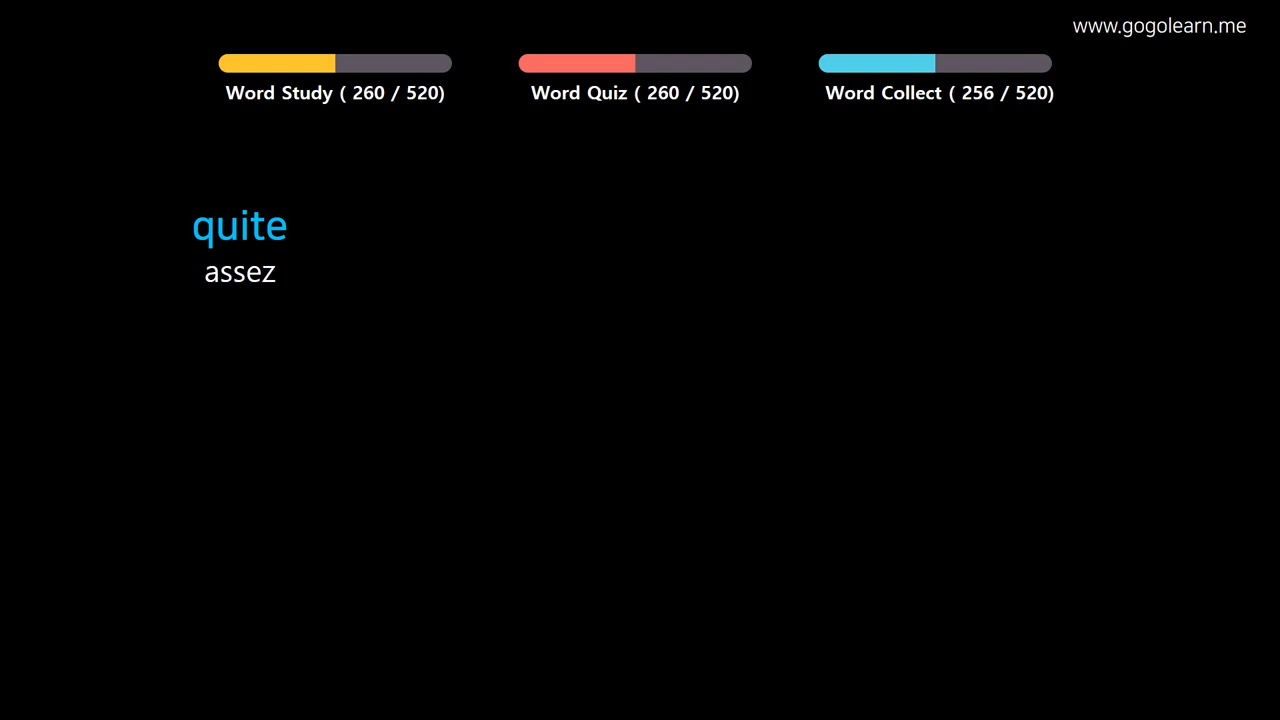 www.gogolearn.me
Word Study ( 260 / 520)
Word Quiz ( 260 / 520)
Word Collect ( 256 / 520)
quite
assez